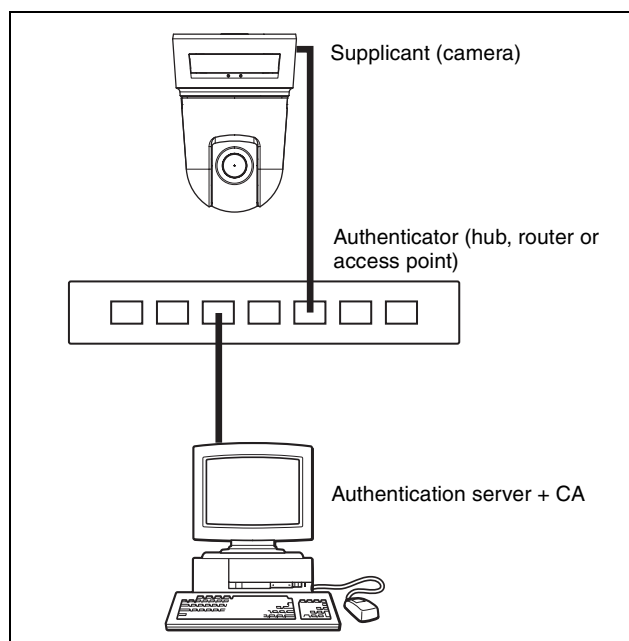 Supplicant (camera)
Authenticator (hub, router or
access point)
Authentication server + CA